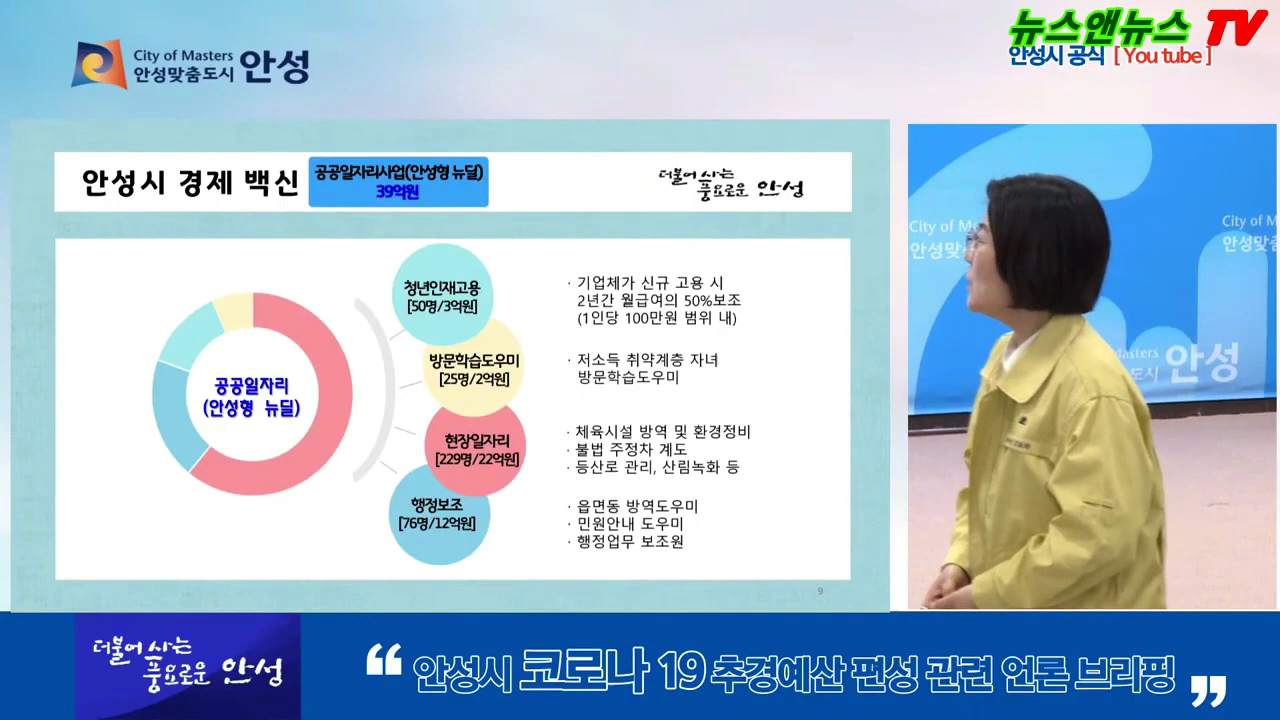 뉴스앤뉴스 TV
안성시 공식 [ You tube ]
City of Masters
안성맞춤도시 안성
안성시 경제 백신
공공일자리사업(안성형 뉴딜)
39억원
더불어 사는
풍요로운 안성
공공일자리
(안성형 뉴딜)
청년인재고용
[50명/3억원]
· 기업체가 신규 고용 시
2년간 월급여의 50%보조
(1인당 100만원 범위 내)
방문학습도우미
[25명/2억원]
· 저소득 취약계층 자녀
방문학습도우미
현장일자리
[229명/22억원]
· 체육시설 방역 및 환경정비
· 불법 주정차 계도
· 등산로 관리, 산림녹화 등
행정보조
[76명/12억원]
· 읍면동 방역도우미
· 민원안내 도우미
· 행정업무 보조원
9
City of Me
안성맞춤
City of M
안성맞춤
Masters
도시 안성
더불어 사는
풍요로운 안성
“ 안성시 코로나 19 추경예산 편성 관련 언론 브리핑 ”